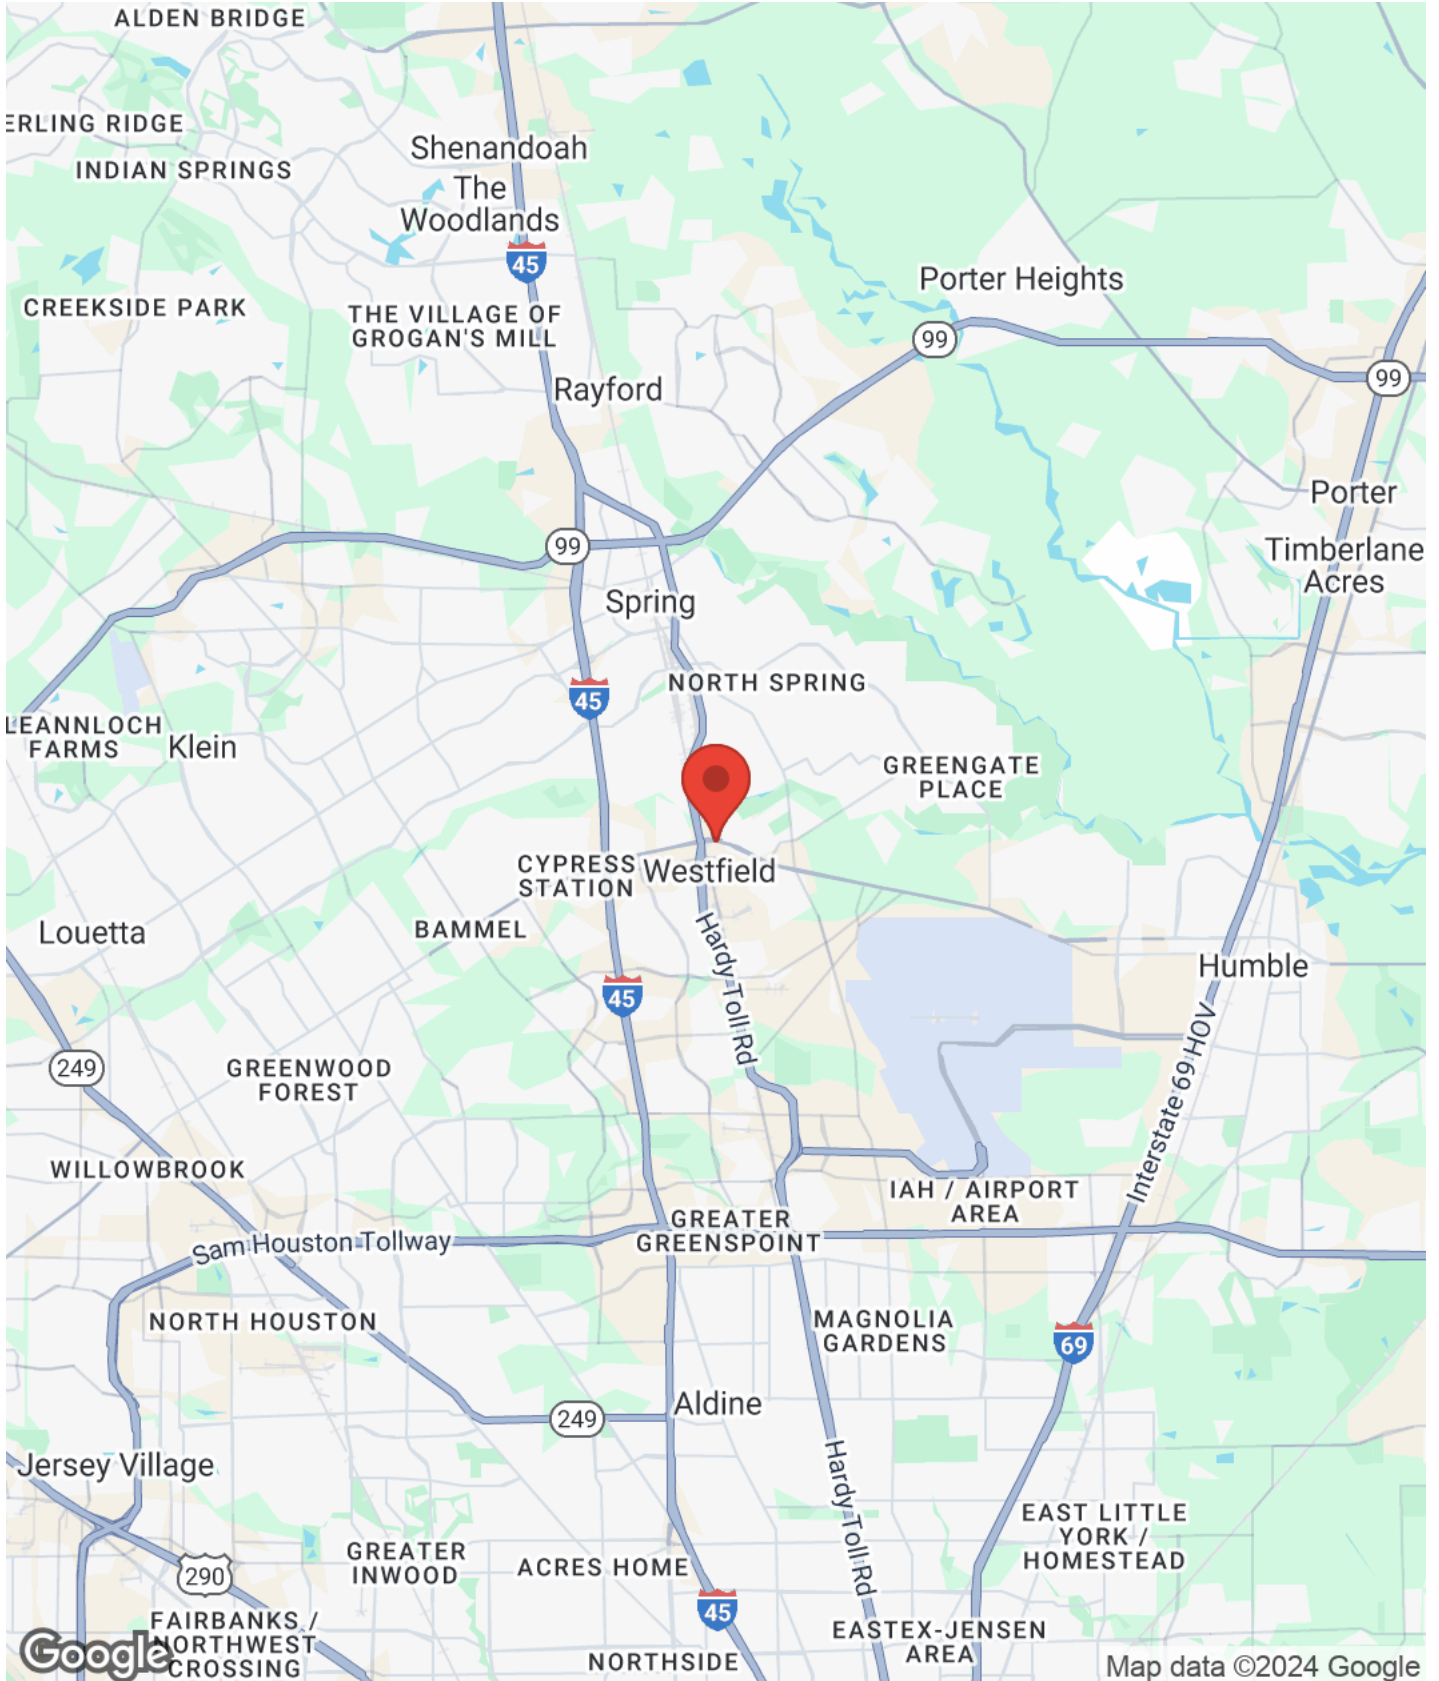 ALDEN BRIDGE
ERLING RIDGE
INDIAN SPRINGS
Shenandoah
The
Woodlands
45
CREEKSIDE PARK
THE VILLAGE OF
GROGAN'S MILL
Porter Heights
99
99
Rayford
Porter
99
Timberlane
Acres
Spring
NORTH SPRING
45
LEANNLOCH
FARMS
Klein
GREENGATE
PLACE
CYPRESS
STATION
Westfield
BAMMEL
Louetta
Hardy Toll Rd
Humble
45
249
GREENWOOD
FOREST
Interstate 69 HOV
WILLOWBROOK
IAH / AIRPORT
AREA
GREATER
GREENSPOINT
Sam Houston Tollway
NORTH HOUSTON
MAGNOLIA
GARDENS
69
Aldine
249
Jersey Village
Hardy Toll Rd
EAST LITTLE
YORK /
HOMESTEAD
GREATER
INWOOD
ACRES HOME
290
45
FAIRBANKS /
NORTHWEST
CROSSING
EASTEX-JENSEN
AREA
NORTHSIDE
Google
Map data ©2024 Google